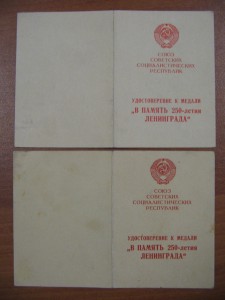 СОЮЗ
СОВЕТСКИХ
СОЦИАЛИСТИЧЕСКИХ
РЕСПУБЛИК
УДОСТОВЕРЕНИЕ К МЕДАЛИ
„В ПАМЯТЬ 250-летия
ЛЕНИНГРАДА“
СОЮЗ
СОВЕТСКИХ
СОЦИАЛИСТИЧЕСКИХ
РЕСПУБЛИК
УДОСТОВЕРЕНИЕ К МЕДАЛИ
„В ПАМЯТЬ 250-летия
ЛЕНИНГРАДА“